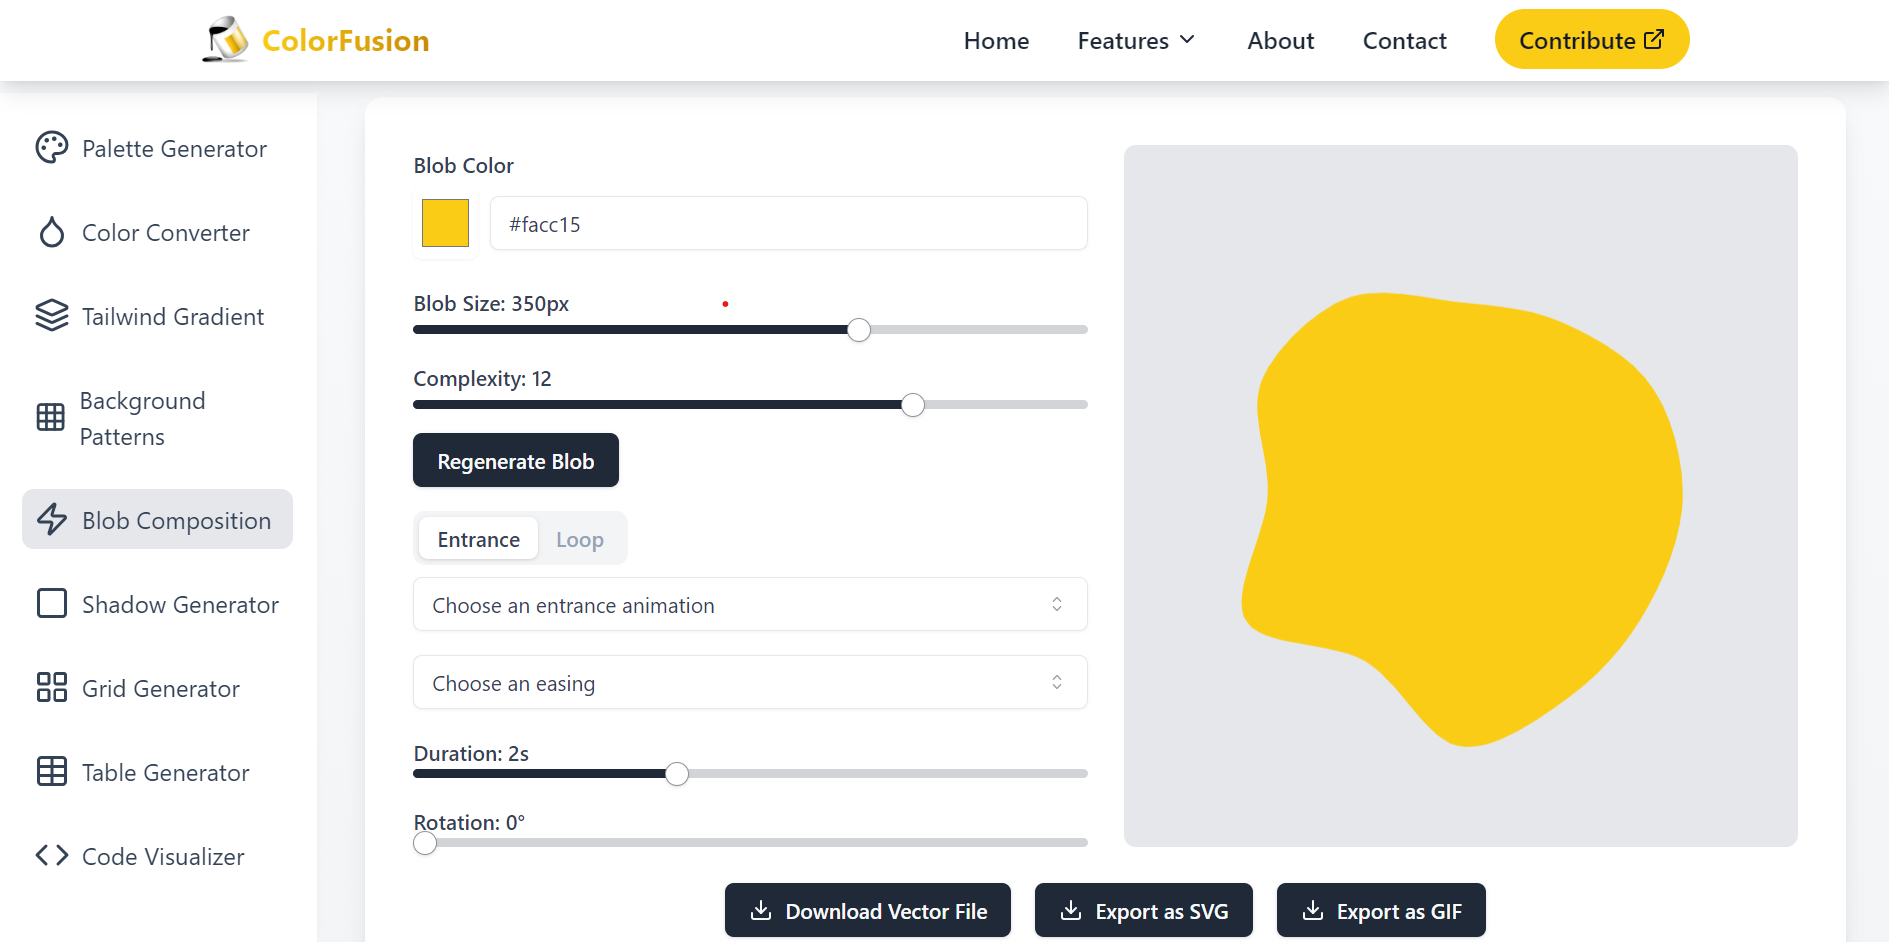 ColorFusion
Home
Features
About
Contact
Contribute
Palette Generator
Color Converter
Tailwind Gradient
Background
Patterns
Blob Composition
Shadow Generator
Grid Generator
Table Generator
Code Visualizer
Blob Color
#facc15
Blob Size: 350px
Complexity: 12
Regenerate Blob
Entrance
Loop
Choose an entrance animation
Choose an easing
Duration: 2s
Rotation: 0°
Download Vector File
Export as SVG
Export as GIF